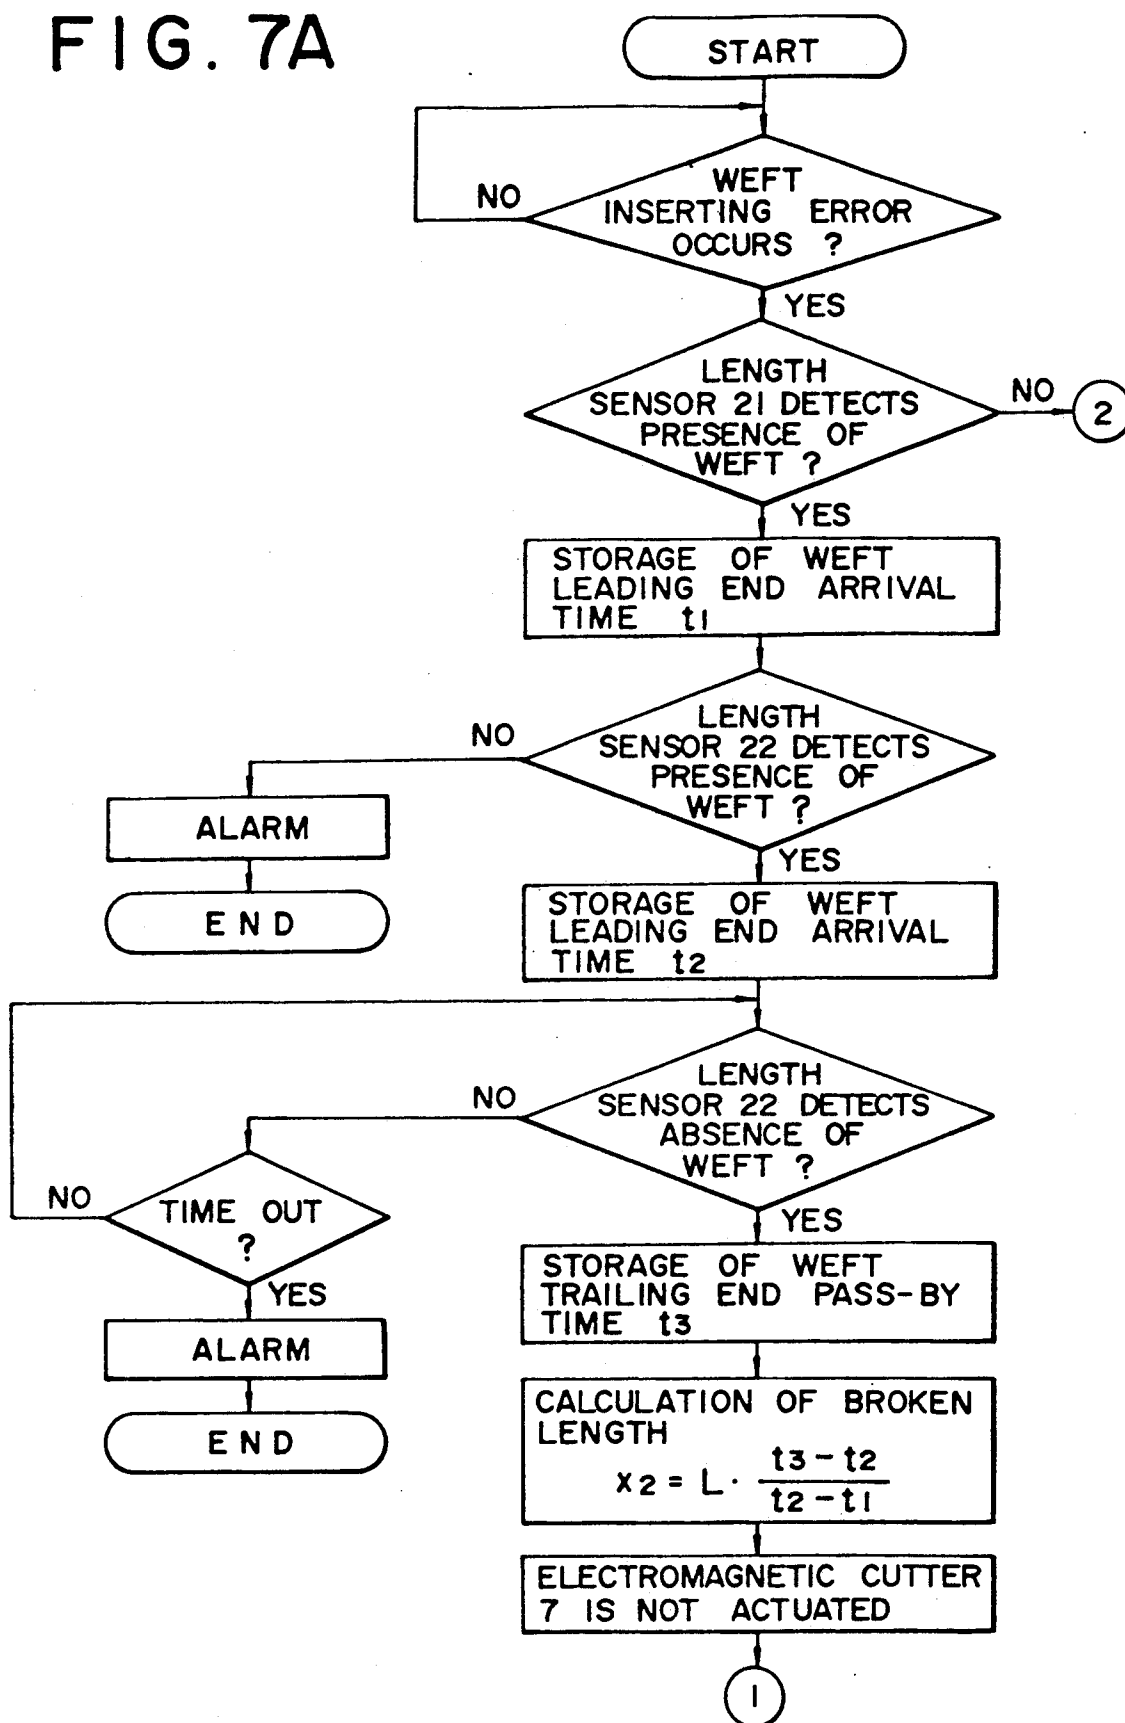 FIG. 7A
START
WEFT
INSERTING ERROR
OCCURS ?
NO
YES
LENGTH
SENSOR 21 DETECTS
PRESENCE OF
WEFT ?
NO
2
YES
STORAGE OF WEFT
LEADING END ARRIVAL
TIME t1
LENGTH
SENSOR 22 DETECTS
PRESENCE OF
WEFT ?
NO
ALARM
END
YES
STORAGE OF WEFT
LEADING END ARRIVAL
TIME t2
LENGTH
SENSOR 22 DETECTS
ABSENCE OF
WEFT ?
NO
TIME OUT
?
NO
YES
ALARM
END
YES
STORAGE OF WEFT
TRAILING END PASS-BY
TIME t3
CALCULATION OF BROKEN
LENGTH
x2 = L · (t3 - t2) / (t2 - t1)
ELECTROMAGNETIC CUTTER
7 IS NOT ACTUATED
1